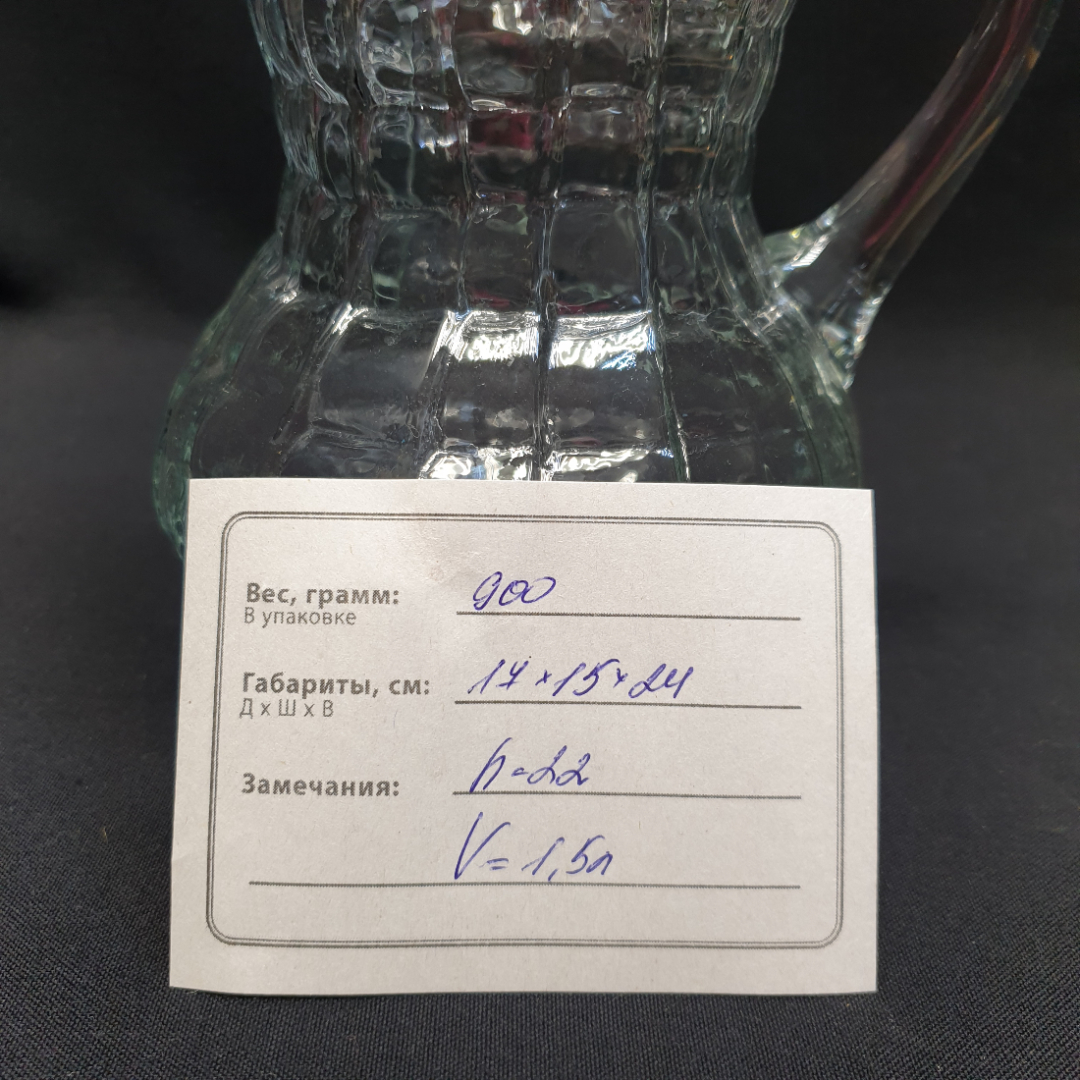 Вес, грамм: 900
В упаковке
Габариты, см: 17 x 15 x 24
Д x Ш x В
Замечания: h=22
V= 1,5л